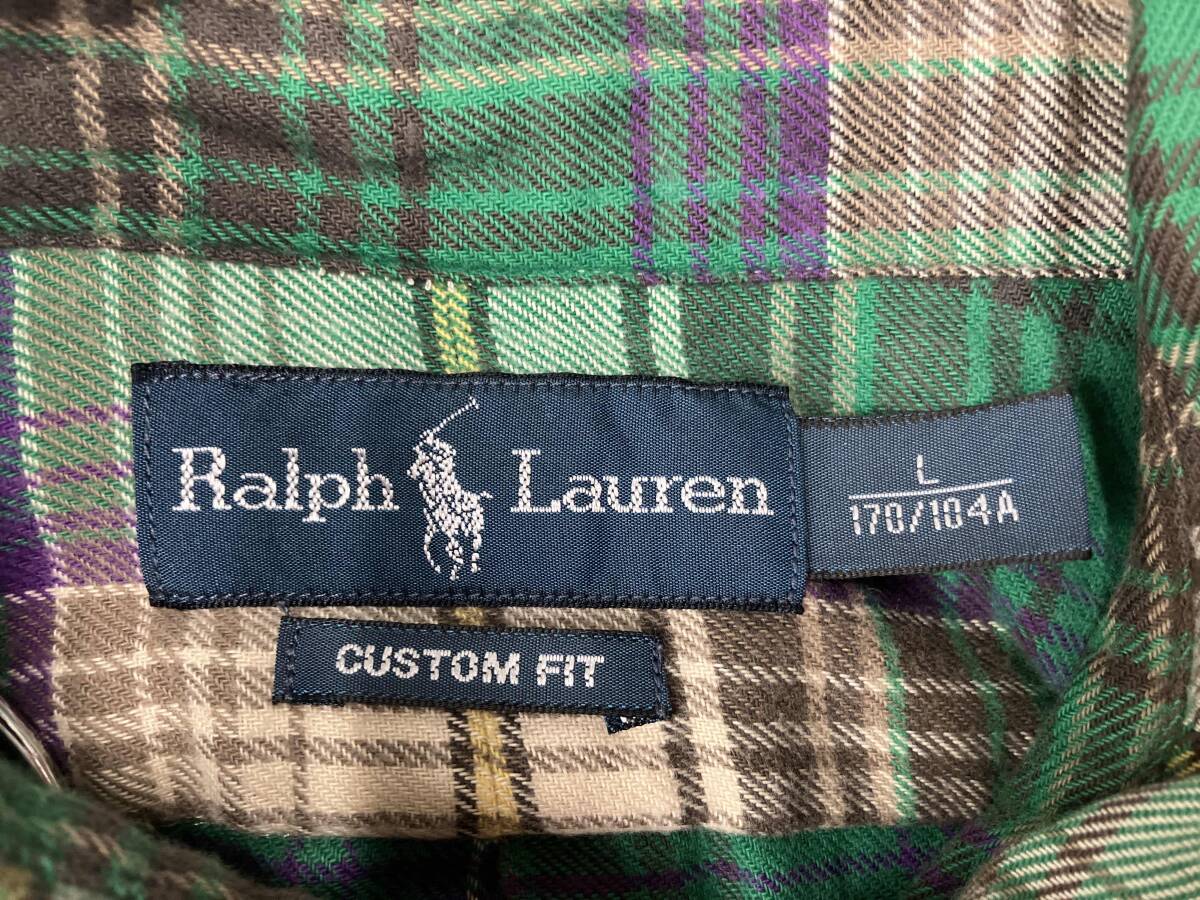 Ralph Lauren
L
170/104A
CUSTOM FIT